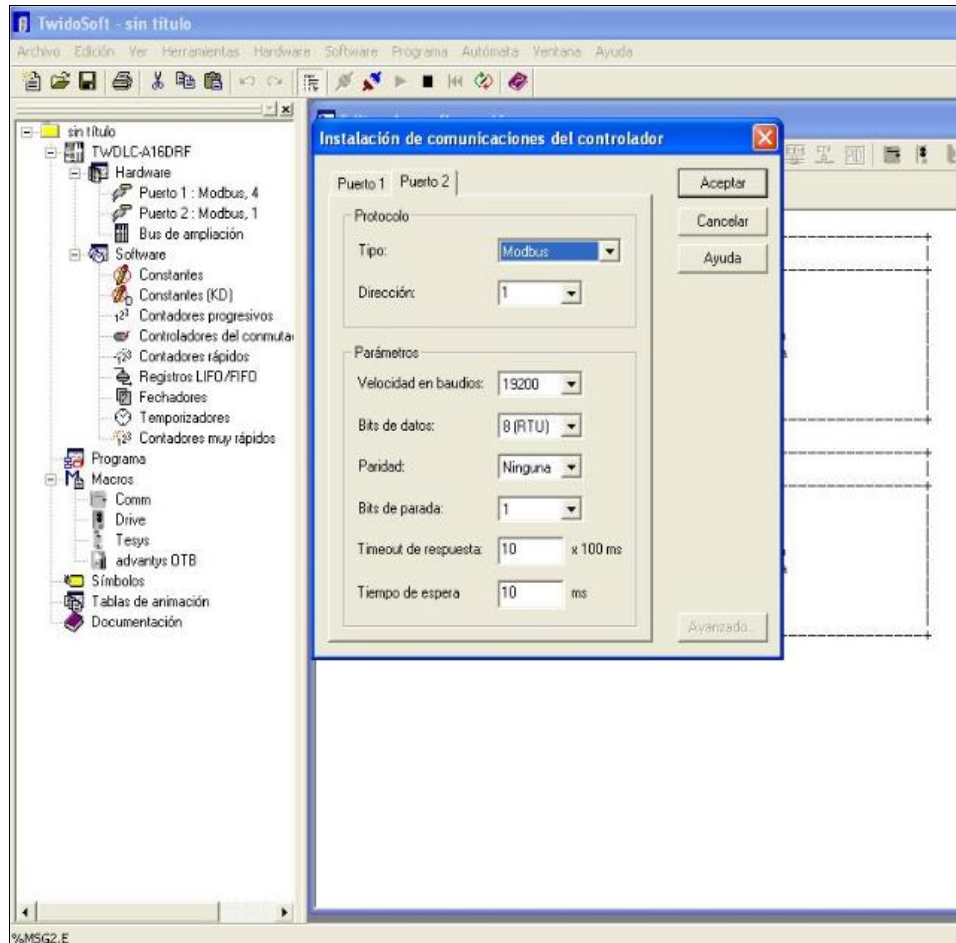 TwidoSoft - sin título
Archivo Edición Ver Herramientas Hardware Software Programa Autómata Ventana Ayuda
sin título
TWDLC-A16DRF
Hardware
Puerto 1 : Modbus, 4
Puerto 2 : Modbus, 1
Bus de ampliación
Software
Constantes
Constantes (KD)
Contadores progresivos
Controladores del conmuta
Contadores rápidos
Registros LIFO/FIFO
Fechadores
Temporizadores
Contadores muy rápidos
Programa
Macros
Comm
Drive
Tesys
advantys OTB
Símbolos
Tablas de animación
Documentación
Instalación de comunicaciones del controlador
Puerto 1 Puerto 2
Protocolo
Tipo: Modbus
Dirección: 1
Parámetros
Velocidad en baudios: 19200
Bits de datos: 8 (RTU)
Paridad: Ninguna
Bits de parada: 1
Timeout de respuesta: 10 x 100 ms
Tiempo de espera 10 ms
Aceptar
Cancelar
Ayuda
Avanzado...
%MSG2.E